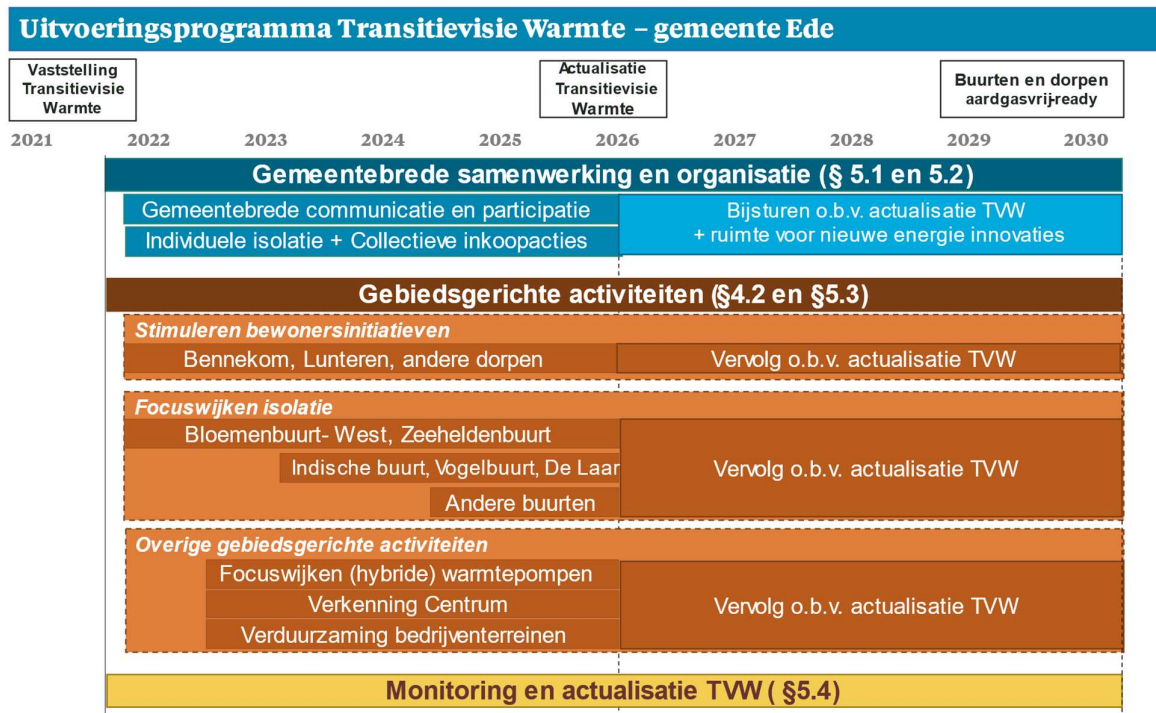 Uitvoeringsprogramma Transitievisie Warmte – gemeente Ede
Vaststelling
Transitievisie
Warmte
Actualisatie
Transitievisie
Warmte
Buurten en dorpen
aardgasvrij-ready
2021 2022 2023 2024 2025 2026 2027 2028 2029 2030
Gemeentebrede samenwerking en organisatie (§ 5.1 en 5.2)
Gemeentebrede communicatie en participatie
Individuele isolatie + Collectieve inkoopacties
Bijsturen o.b.v. actualisatie TVW
+ ruimte voor nieuwe energie innovaties
Gebiedsgerichte activiteiten (§4.2 en §5.3)
Stimuleren bewonersinitiatieven
Bennekom, Lunteren, andere dorpen
Vervolg o.b.v. actualisatie TVW
Focuswijken isolatie
Bloemenbuurt- West, Zeeheldenbuurt
Indische buurt, Vogelbuurt, De Laar
Andere buurten
Vervolg o.b.v. actualisatie TVW
Overige gebiedsgerichte activiteiten
Focuswijken (hybride) warmtepompen
Verkenning Centrum
Verduurzaming bedrijventerreinen
Vervolg o.b.v. actualisatie TVW
Monitoring en actualisatie TVW ( §5.4)